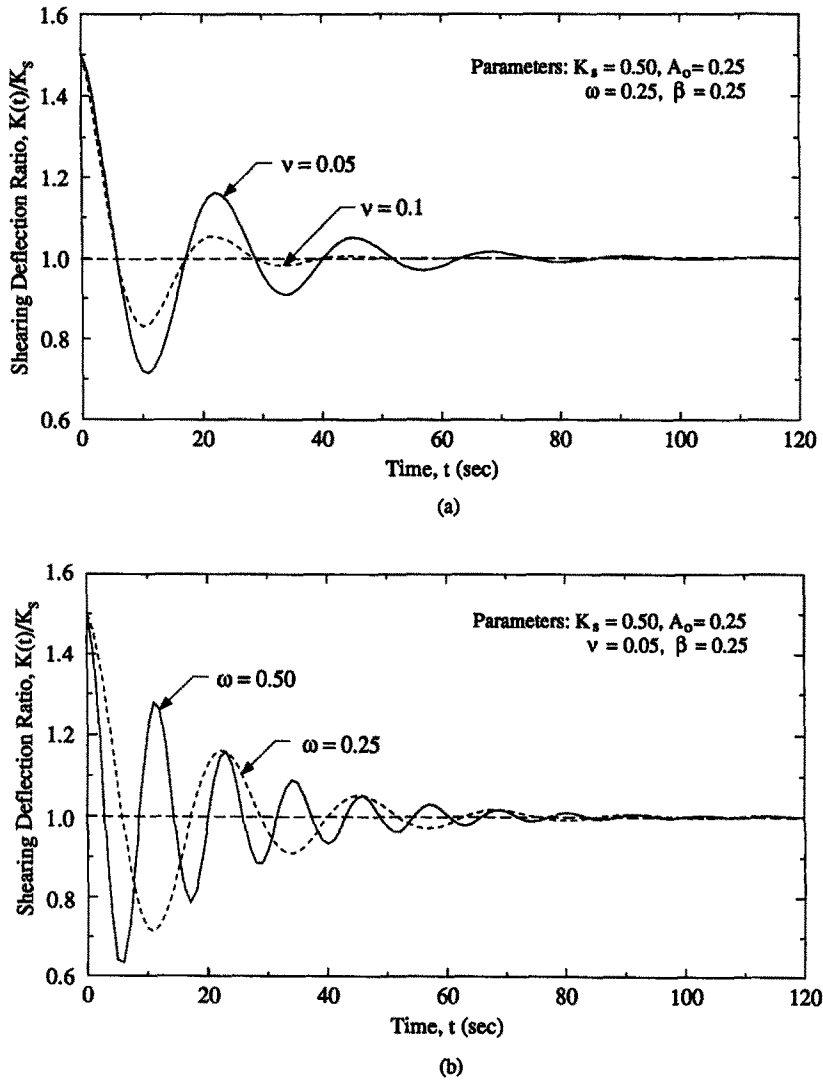 1.6
1.4
1.2
1.0
0.8
0.6
Shearing Deflection Ratio, K(t)/Kₛ
Parameters: Kₛ = 0.50, Aₒ= 0.25
ω = 0.25, β = 0.25
ν = 0.05
ν = 0.1
0 20 40 60 80 100 120
Time, t (sec)
(a)
1.6
1.4
1.2
1.0
0.8
0.6
Shearing Deflection Ratio, K(t)/Kₛ
Parameters: Kₛ = 0.50, Aₒ= 0.25
ν = 0.05, β = 0.25
ω = 0.50
ω = 0.25
0 20 40 60 80 100 120
Time, t (sec)
(b)